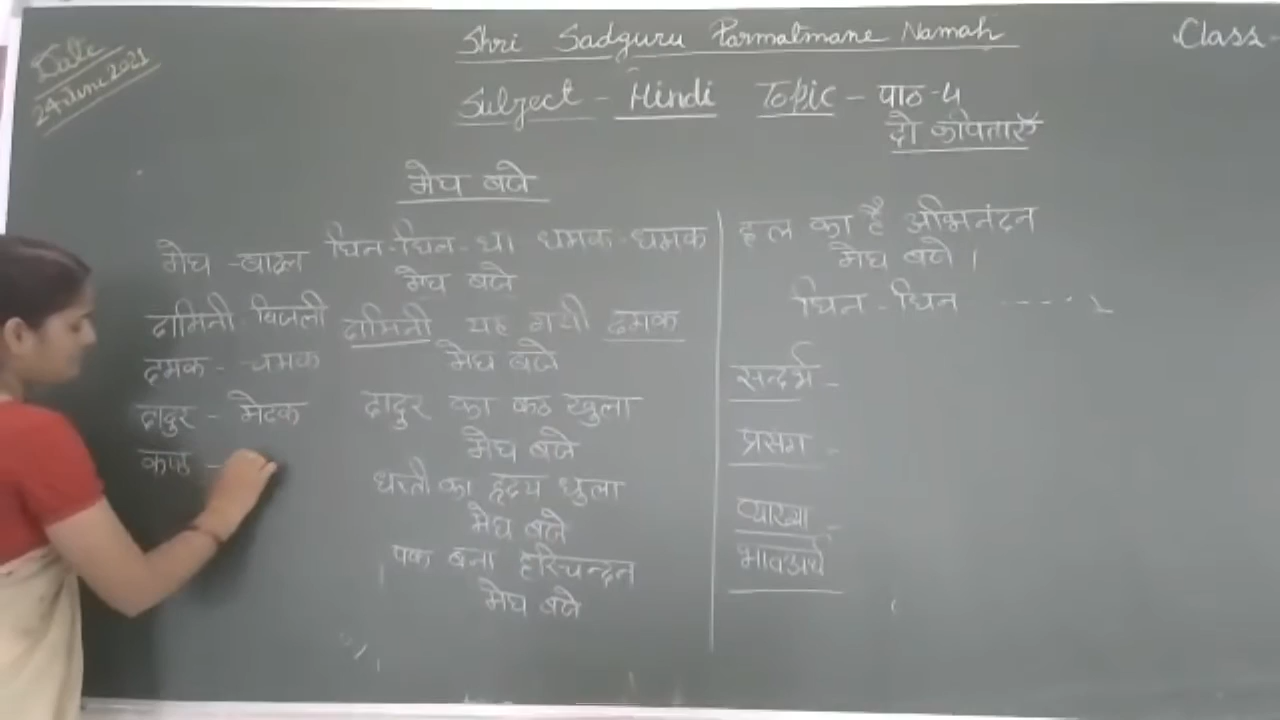 Date
24 June 2021
Shri Sadguru Parmatmane Namah
Class-
Subject - Hindi Topic - पाठ-4
दो कविताएँ
मेघ बजे
मेघ - बादल
दामिनी - बिजली
दमक - चमक
दादुर - मेंढक
कण्ठ -
घिन-घिन-धा धमक-धमक
मेघ बजे
दामिनी यह गयी दमक
मेघ बजे
दादुर का कंठ खुला
मेघ बजे
धरती का हृदय धुला
मेघ बजे
पंक बना हरिचन्दन
मेघ बजे
हल का है अभिनंदन
मेघ बजे।
घिन-घिन -----
सन्दर्भ -
प्रसंग -
व्याख्या -
भावार्थ